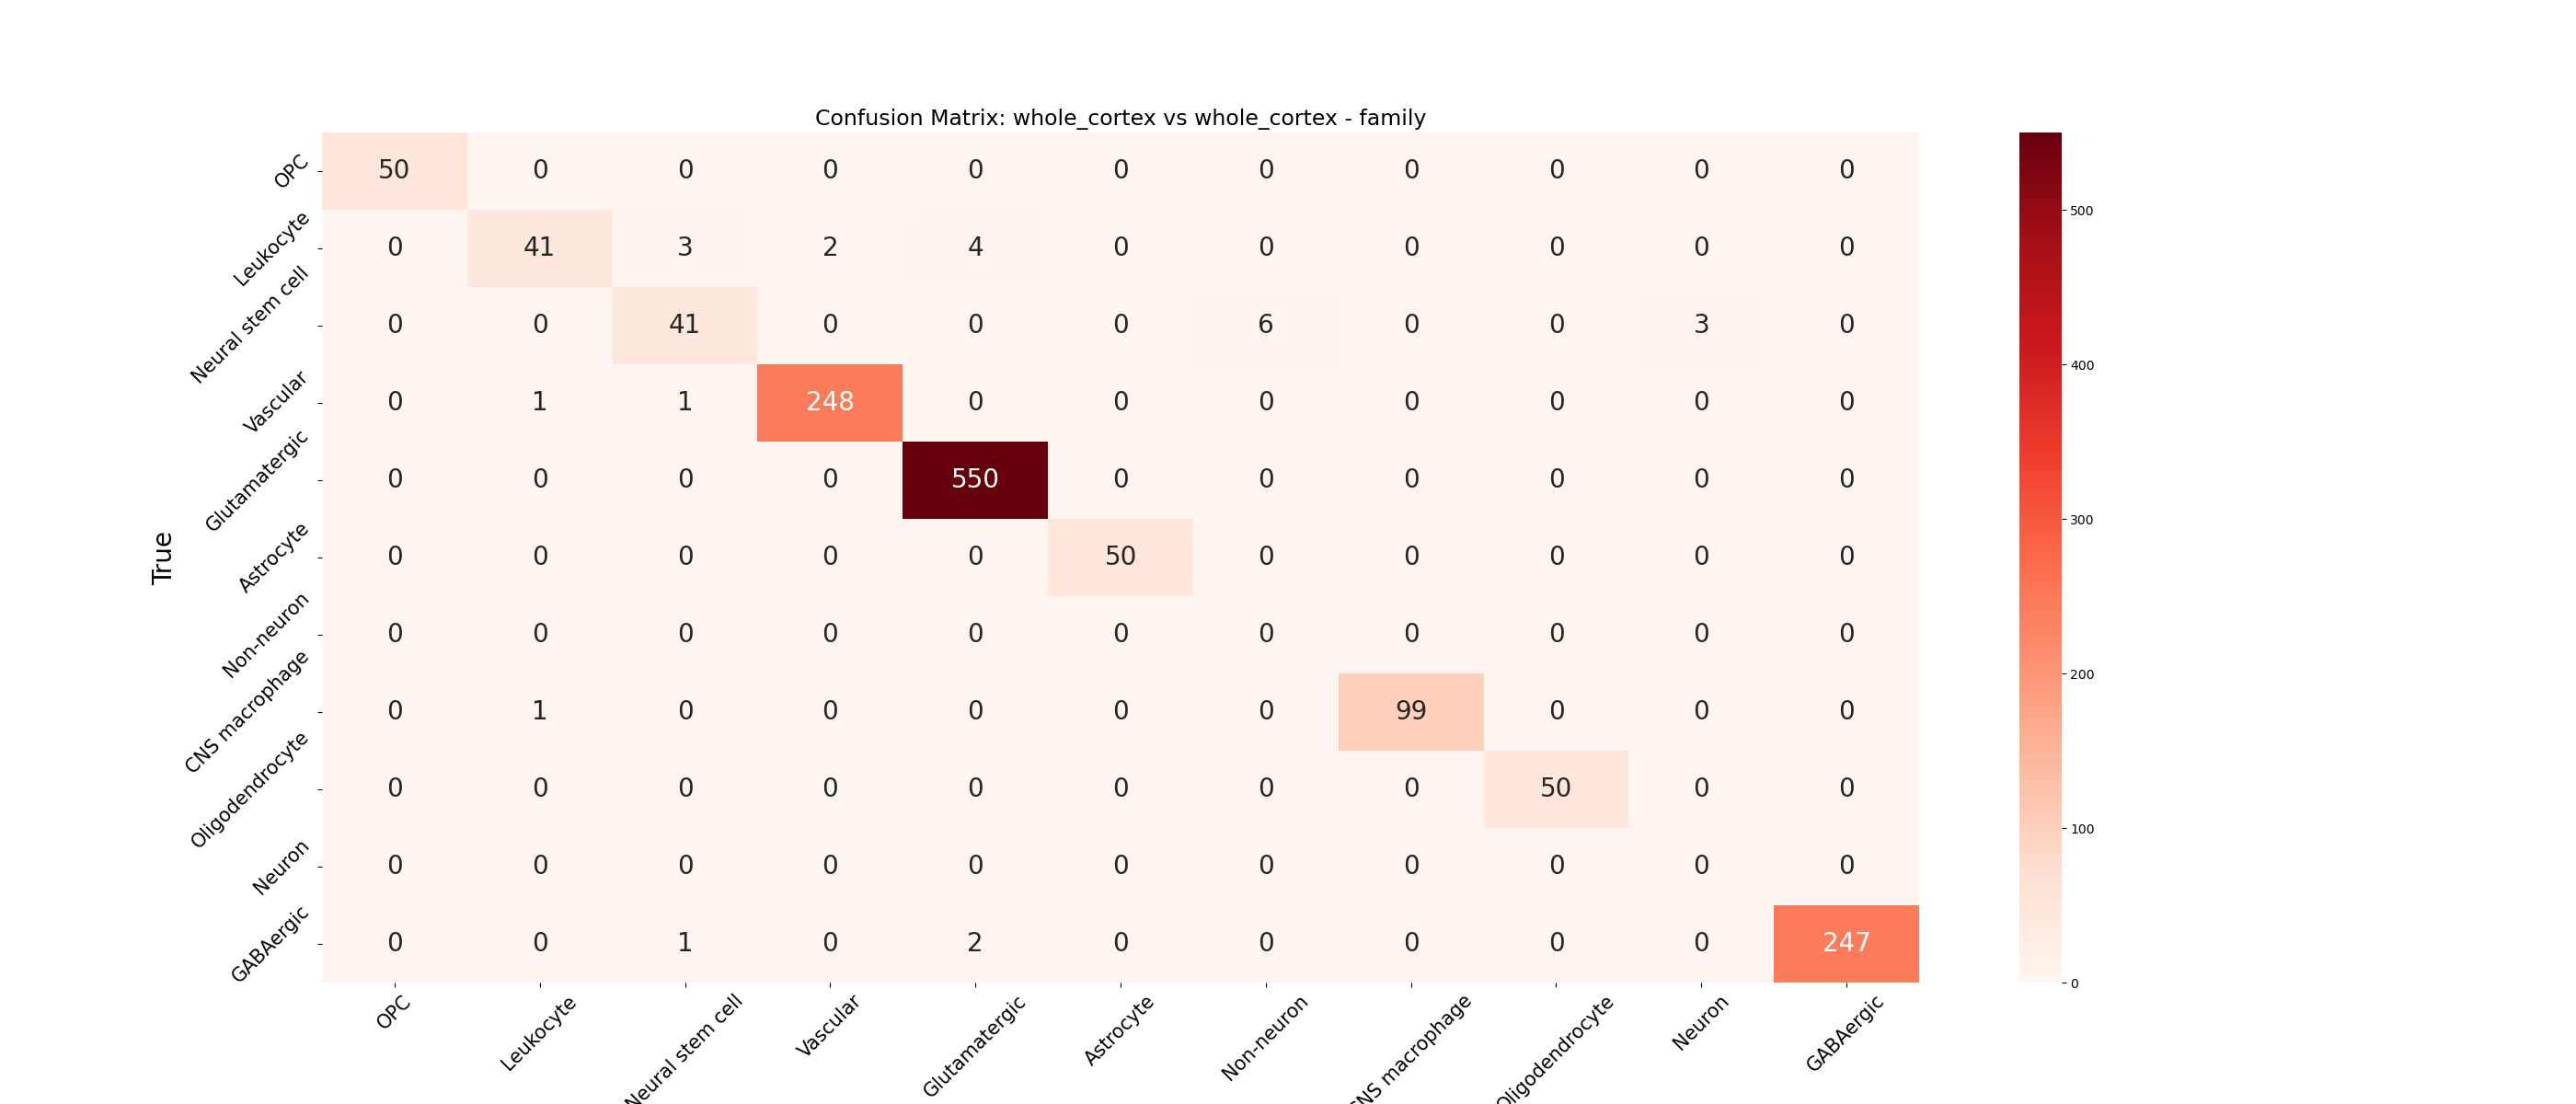 Confusion Matrix: whole_cortex vs whole_cortex - family
OPC 50 0 0 0 0 0 0 0 0 0 0
Leukocyte 0 41 3 2 4 0 0 0 0 0 0
Neural stem cell 0 0 41 0 0 0 6 0 0 3 0
Vascular 0 1 1 248 0 0 0 0 0 0 0
Glutamatergic 0 0 0 0 550 0 0 0 0 0 0
Astrocyte 0 0 0 0 0 50 0 0 0 0 0
Non-neuron 0 0 0 0 0 0 0 0 0 0 0
CNS macrophage 0 1 0 0 0 0 0 99 0 0 0
Oligodendrocyte 0 0 0 0 0 0 0 0 50 0 0
Neuron 0 0 0 0 0 0 0 0 0 0 0
GABAergic 0 0 1 0 2 0 0 0 0 0 247
True
OPC Leukocyte Neural stem cell Vascular Glutamatergic Astrocyte Non-neuron CNS macrophage Oligodendrocyte Neuron GABAergic
500
400
300
200
100
0